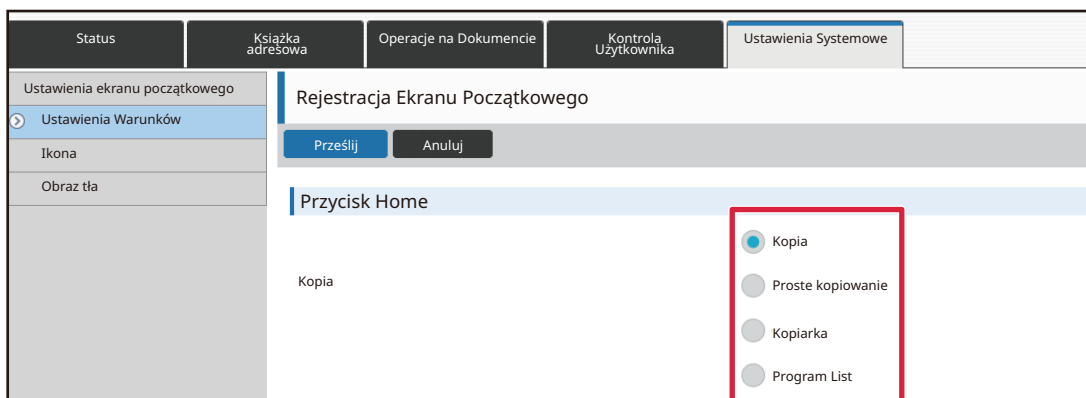 Status
Książka
adresowa
Operacje na Dokumencie
Kontrola
Użytkownika
Ustawienia Systemowe
Ustawienia ekranu początkowego
Ustawienia Warunków
Ikona
Obraz tła
Rejestracja Ekranu Początkowego
Prześlij
Anuluj
Przycisk Home
Kopia
Kopia
Proste kopiowanie
Kopiarka
Program List